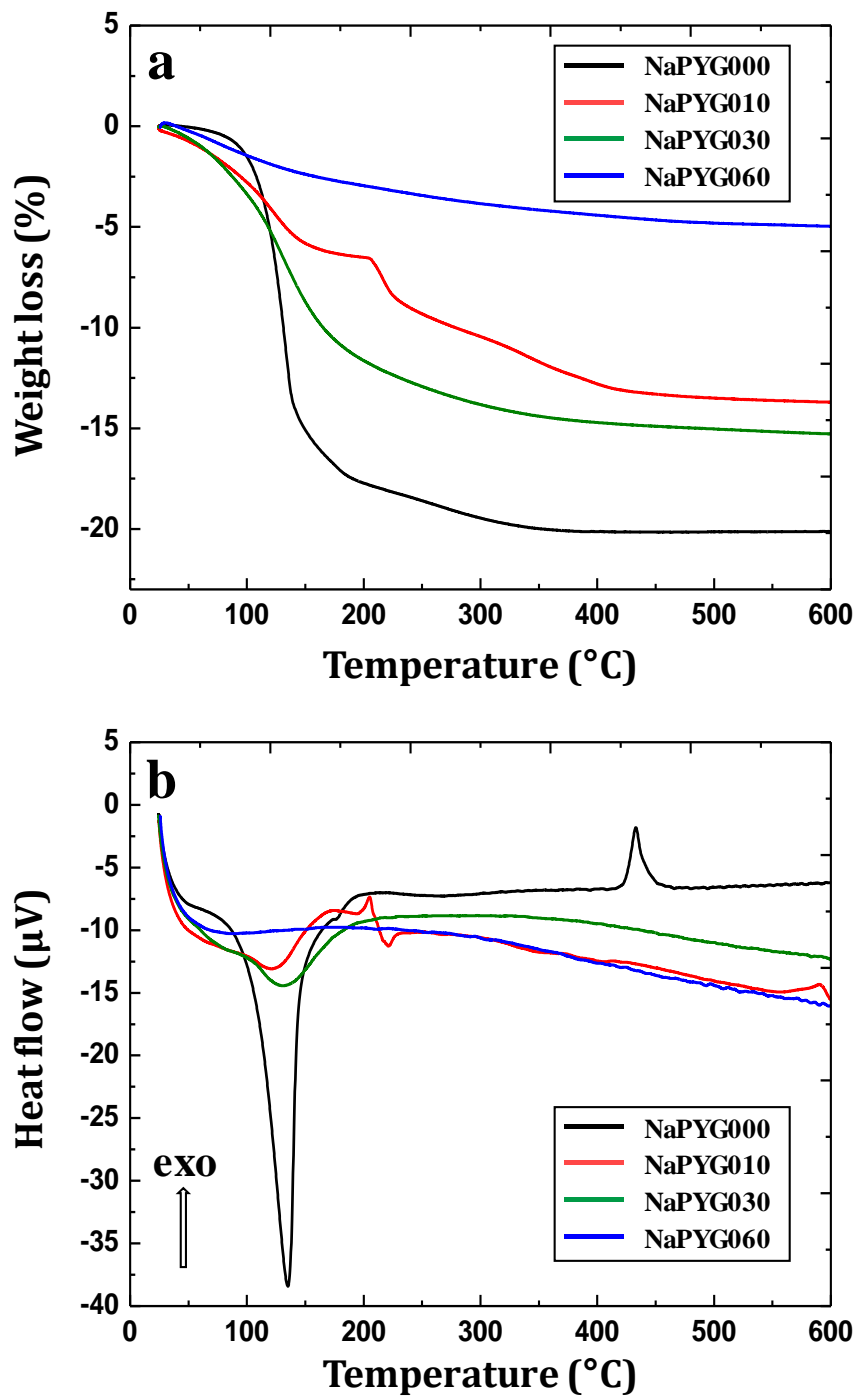 a
NaPYG000
NaPYG010
NaPYG030
NaPYG060
5
0
-5
-10
-15
-20
Weight loss (%)
0 100 200 300 400 500 600
Temperature (°C)
b
5
0
-5
-10
-15
-20
-25
-30
-35
-40
Heat flow (µV)
exo
NaPYG000
NaPYG010
NaPYG030
NaPYG060
0 100 200 300 400 500 600
Temperature (°C)